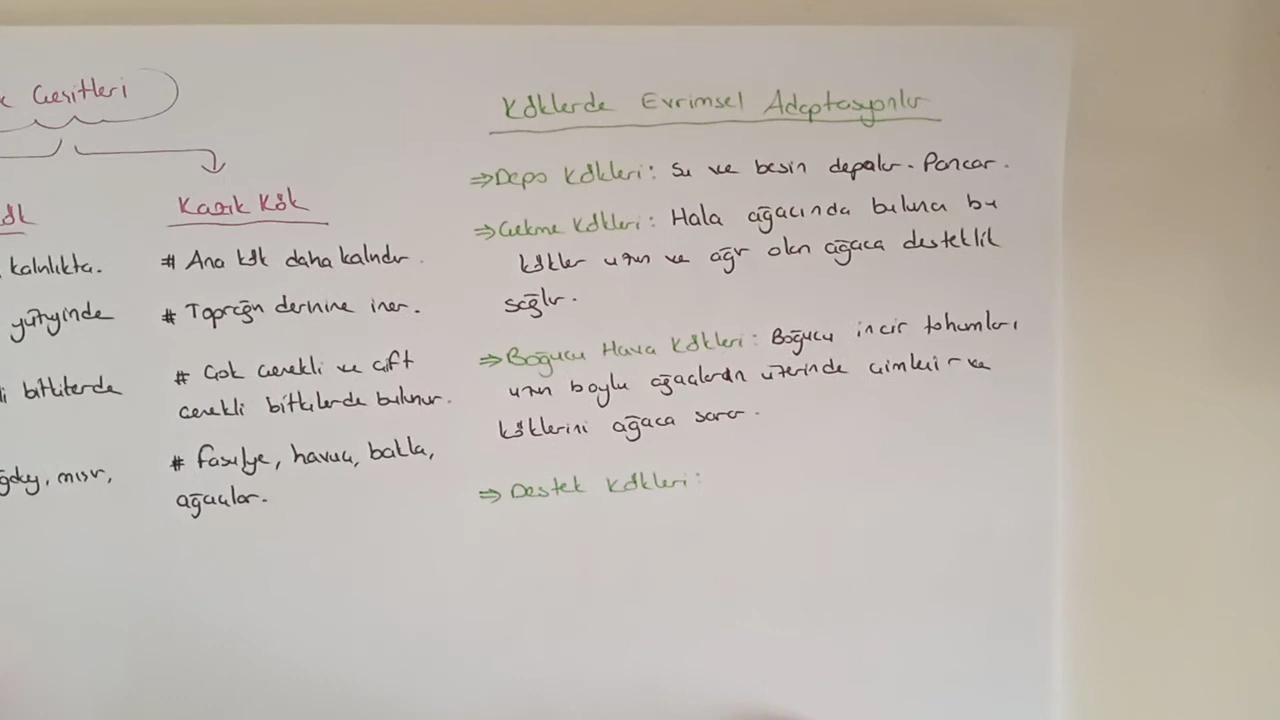 Çeşitleri
Kazık Kök
# Ana kök daha kalındır.
# Toprağın derinine iner.
# Çok çenekli ve çift
çenekli bitkilerde bulunur.
# Fasulye, havuç, bakla,
ağaçlar.
kalınlıkta.
yüzeyinde
bitkilerde
mısır,
Köklerde Evrimsel Adaptasyonlar
⇒Depo Kökleri: Su ve besin depolar. Pancar.
⇒Çekme Kökleri: Hala ağacında bulunan bu
kökler uzun ve ağır olan ağaca desteklik
sağlar.
⇒Boğucu Hava Kökleri: Boğucu incir tohumları
uzun boylu ağaçların üzerinde çimlenir ve
köklerini ağaca sarar.
⇒Destek Kökleri: